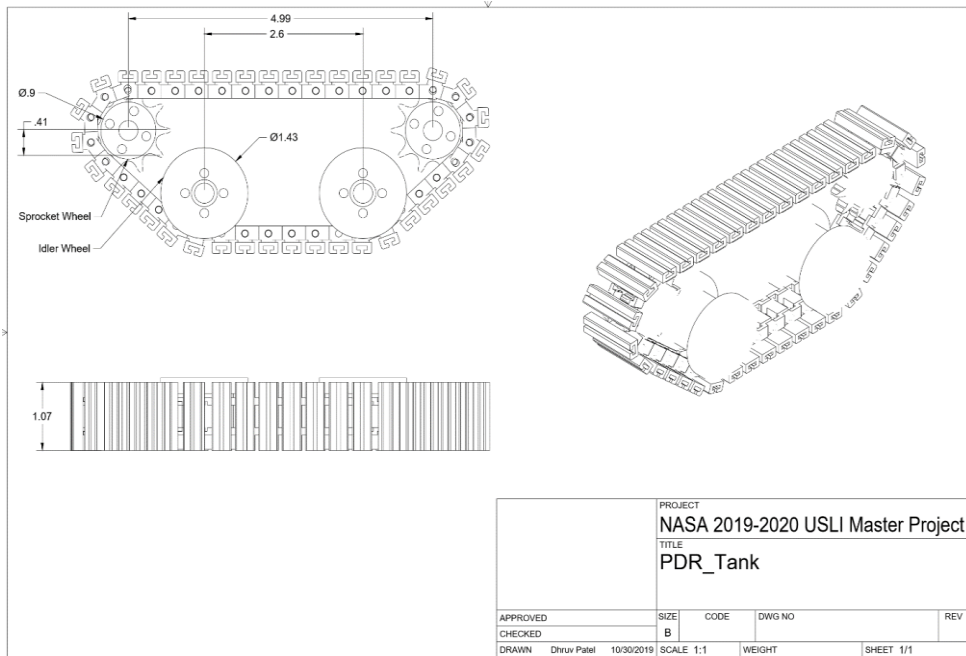 4.99
2.6
Ø.9
.41
Ø1.43
Sprocket Wheel
Idler Wheel
1.07
PROJECT
NASA 2019-2020 USLI Master Project
TITLE
PDR_Tank
APPROVED
SIZE CODE DWG NO REV
CHECKED
B
DRAWN Dhruv Patel 10/30/2019 SCALE 1:1 WEIGHT SHEET 1/1